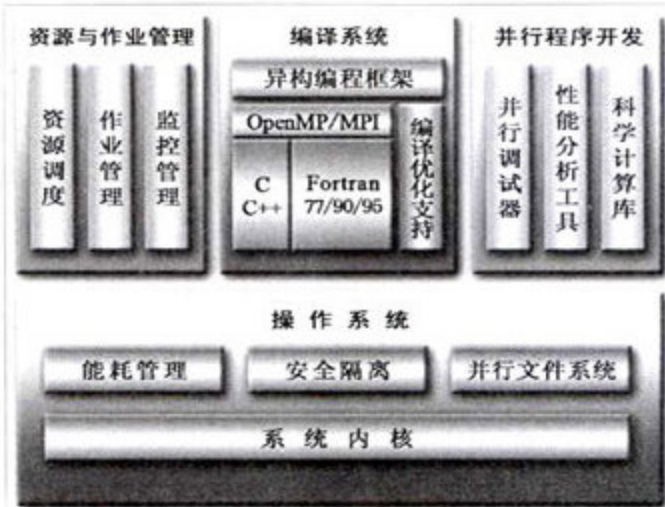 资源与作业管理
资源调度
作业管理
监控管理
编译系统
异构编程框架
OpenMP/MPI
C
C++
Fortran
77/90/95
编译优化支持
并行程序开发
并行调试器
性能分析工具
科学计算库
操作系统
能耗管理
安全隔离
并行文件系统
系统内核